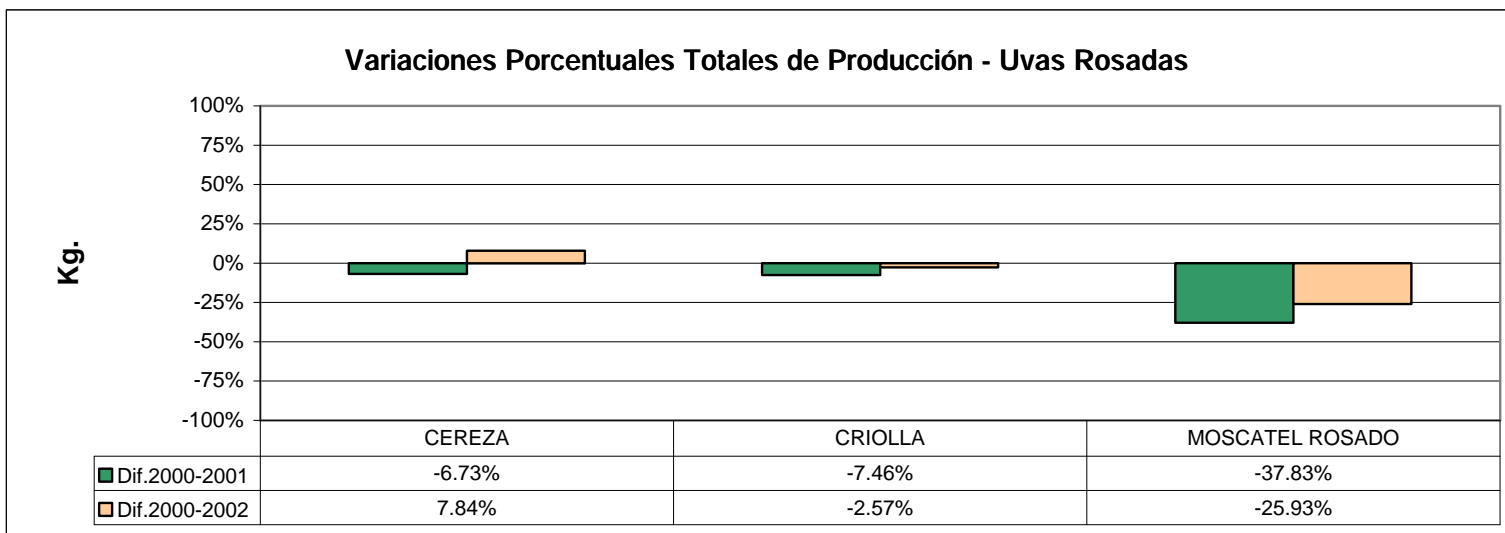 Variaciones Porcentuales Totales de Producción - Uvas Rosadas
Kg.
100%
75%
50%
25%
0%
-25%
-50%
-75%
-100%
CEREZA CRIOLLA MOSCATEL ROSADO
Dif.2000-2001 -6.73% -7.46% -37.83%
Dif.2000-2002 7.84% -2.57% -25.93%